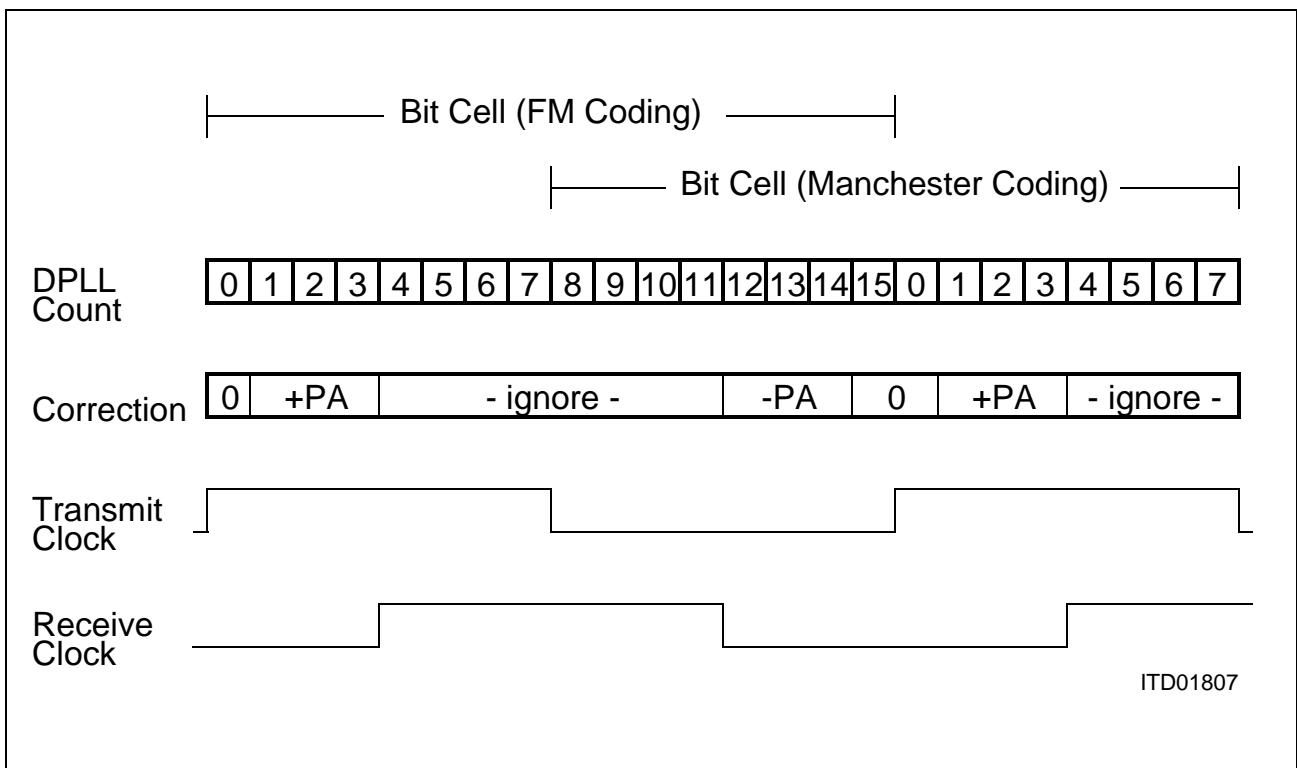 Bit Cell (FM Coding)
Bit Cell (Manchester Coding)
DPLL
Count
0 1 2 3 4 5 6 7 8 9 10 11 12 13 14 15 0 1 2 3 4 5 6 7
Correction
0 +PA - ignore - -PA 0 +PA - ignore -
Transmit
Clock
Receive
Clock
ITD01807